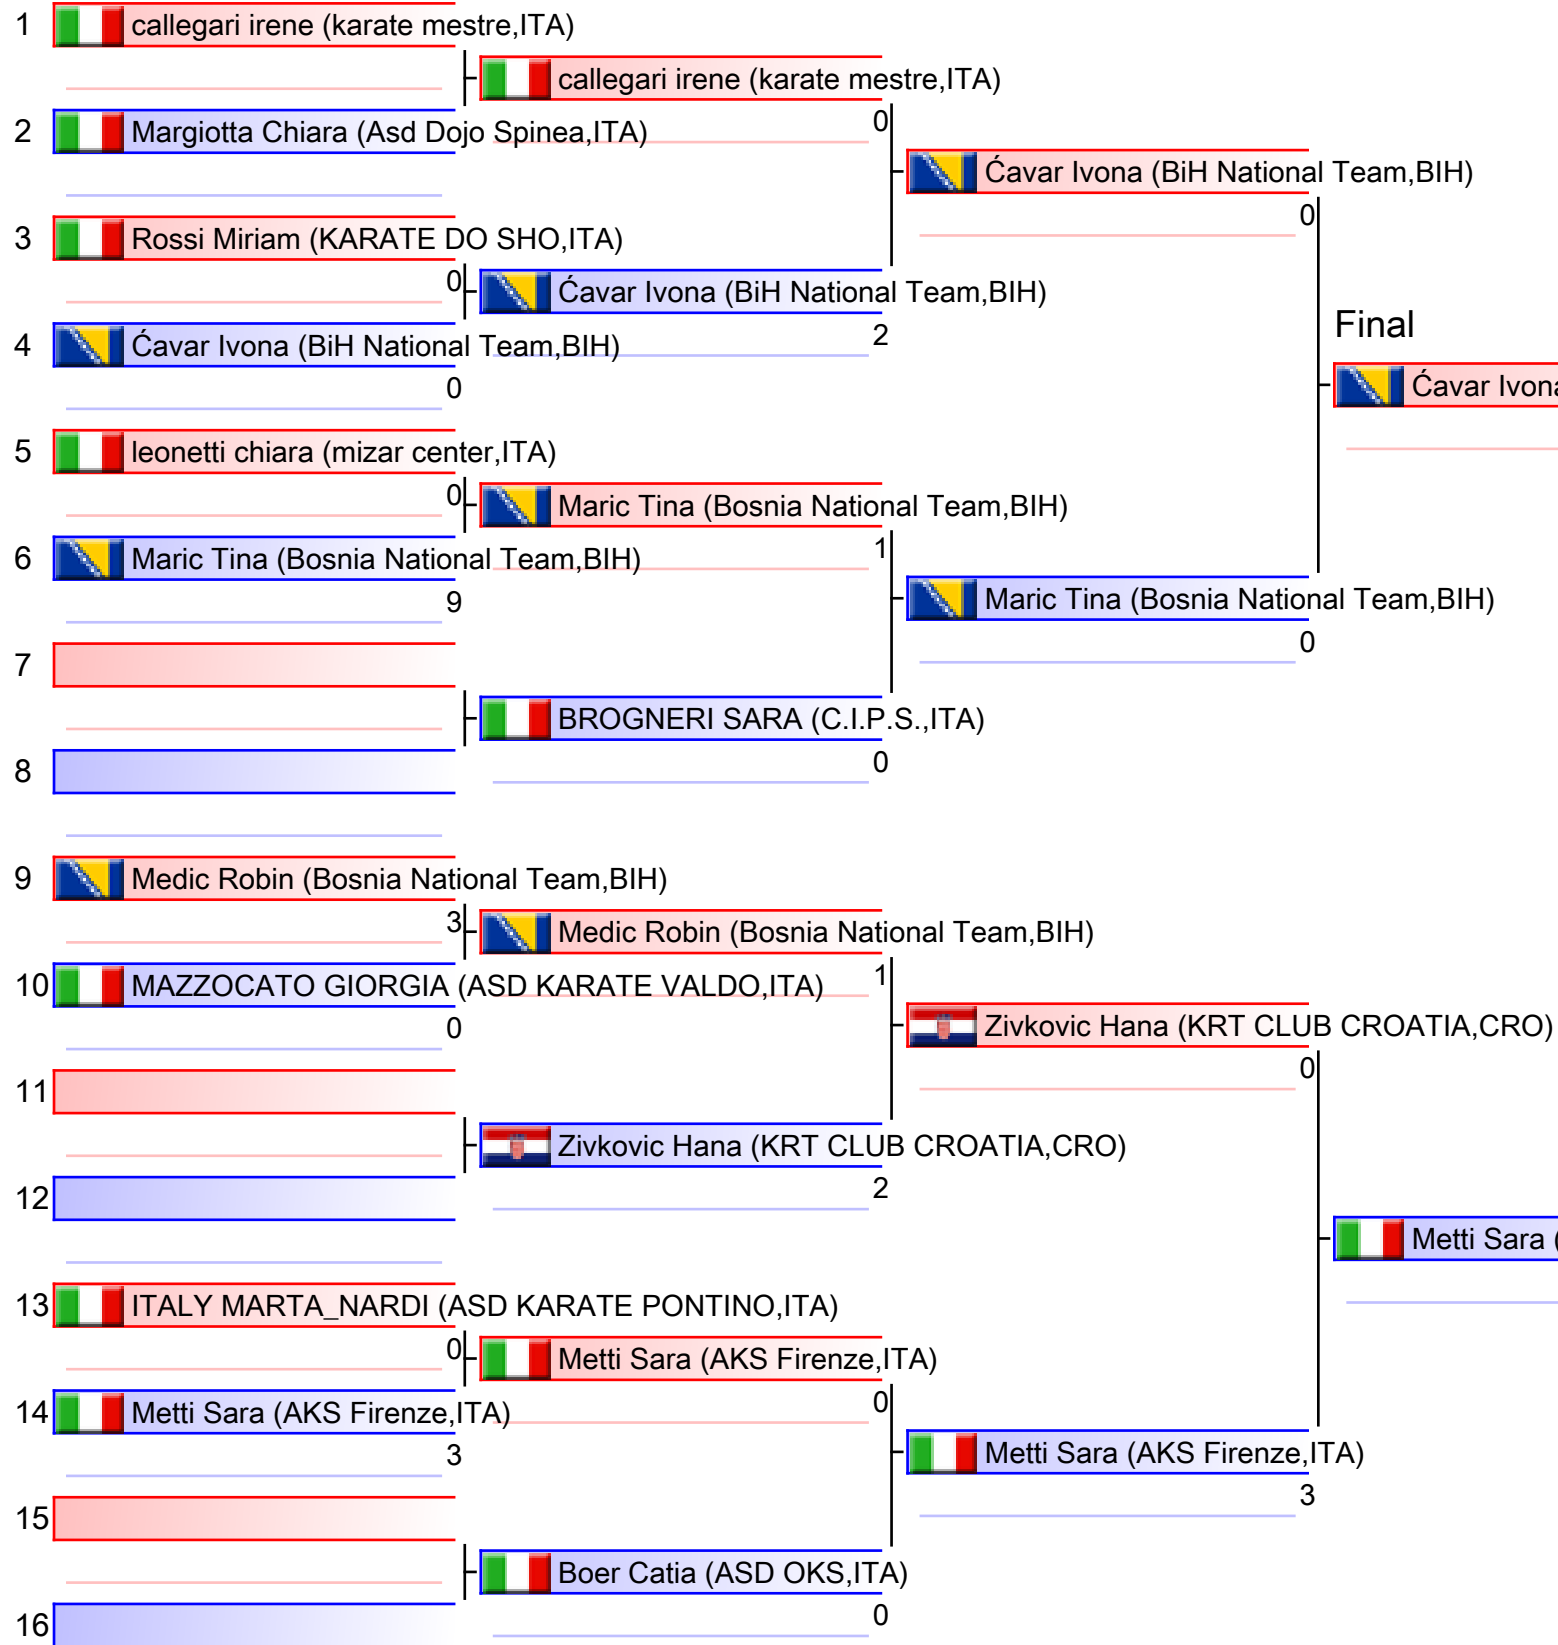 1 callegari irene (karate mestre,ITA)
callegari irene (karate mestre,ITA)
0
2 Margiotta Chiara (Asd Dojo Spinea,ITA)
Ćavar Ivona (BiH National Team,BIH)
0
3 Rossi Miriam (KARATE DO SHO,ITA)
0
Ćavar Ivona (BiH National Team,BIH)
2
Final
4 Ćavar Ivona (BiH National Team,BIH)
0
Ćavar Ivona
5 leonetti chiara (mizar center,ITA)
0
Maric Tina (Bosnia National Team,BIH)
1
6 Maric Tina (Bosnia National Team,BIH)
9
Maric Tina (Bosnia National Team,BIH)
0
7
BROGNERI SARA (C.I.P.S.,ITA)
0
8
9 Medic Robin (Bosnia National Team,BIH)
3
Medic Robin (Bosnia National Team,BIH)
1
10 MAZZOCATO GIORGIA (ASD KARATE VALDO,ITA)
0
Zivkovic Hana (KRT CLUB CROATIA,CRO)
0
11
Zivkovic Hana (KRT CLUB CROATIA,CRO)
2
12
Metti Sara (
13 ITALY MARTA_NARDI (ASD KARATE PONTINO,ITA)
0
Metti Sara (AKS Firenze,ITA)
0
14 Metti Sara (AKS Firenze,ITA)
3
Metti Sara (AKS Firenze,ITA)
3
15
Boer Catia (ASD OKS,ITA)
0
16